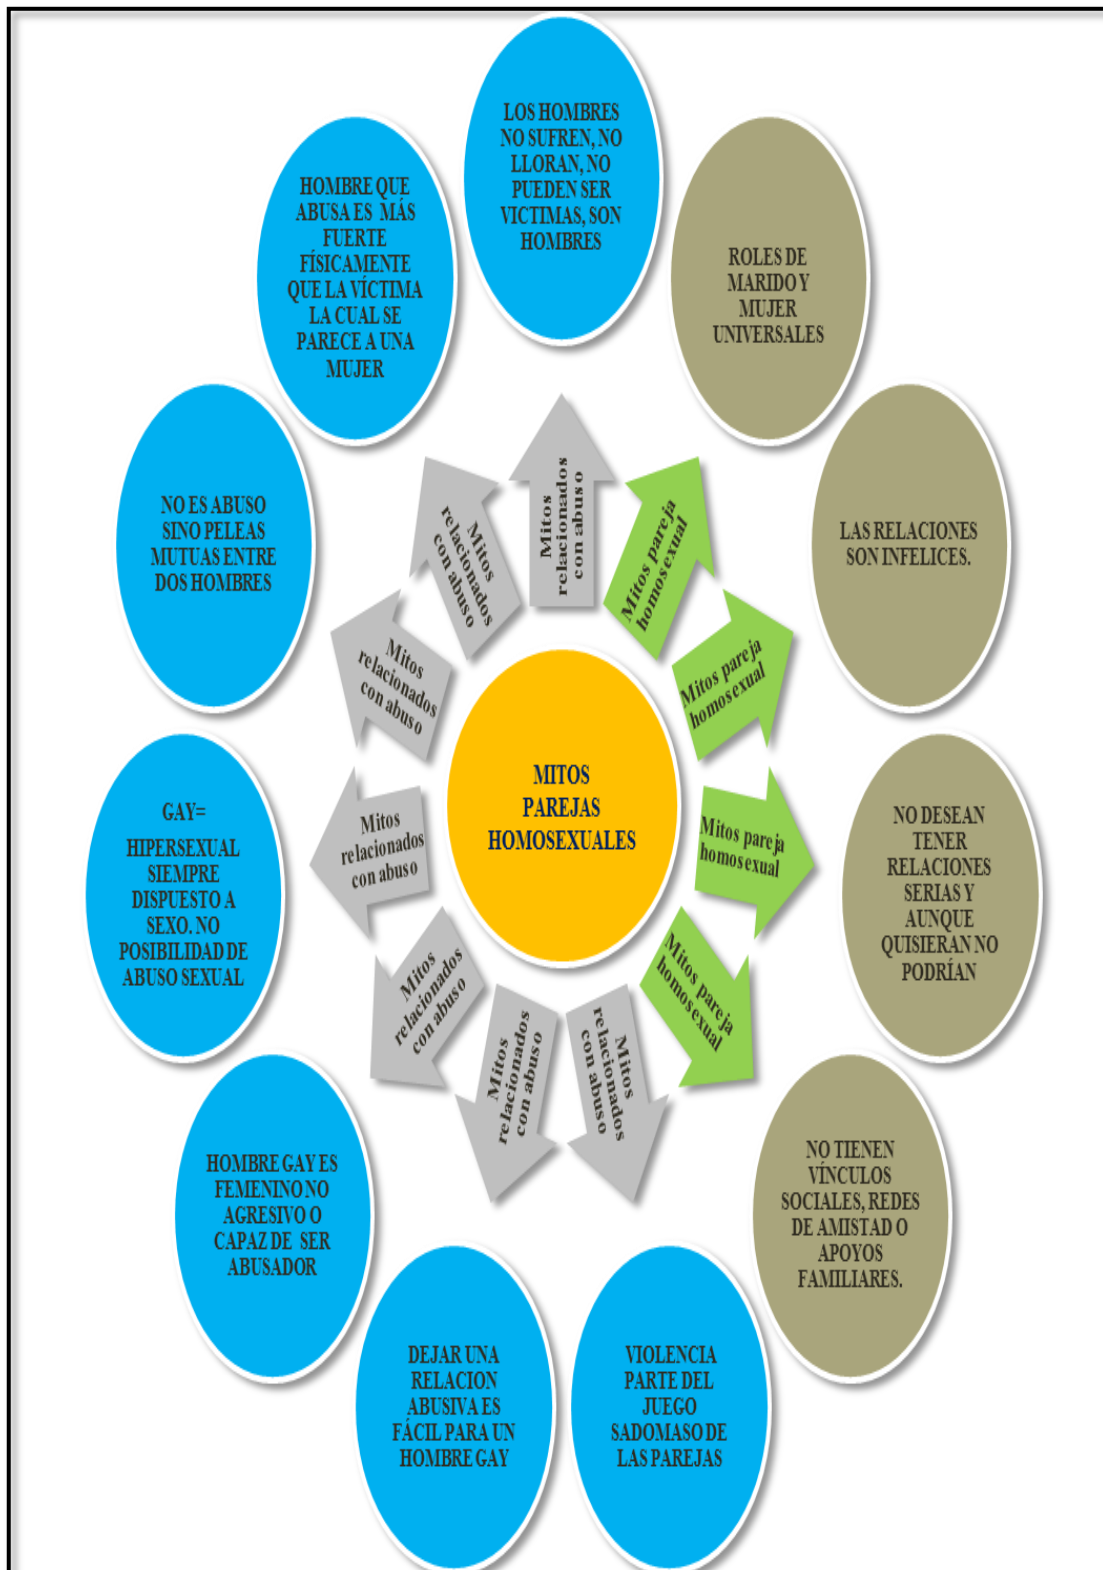 LOS HOMBRES
NO SUFREN, NO
LLORAN, NO
PUEDEN SER
VICTIMAS, SON
HOMBRES
ROLES DE
MARIDO Y
MUJER
UNIVERSALES
LAS RELACIONES
SON INFELICES.
NO DESEAN
TENER
RELACIONES
SERIAS Y
AUNQUE
QUISIERAN NO
PODRÍAN
NO TIENEN
VÍNCULOS
SOCIALES, REDES
DE AMISTAD O
APOYOS
FAMILIARES.
VIOLENCIA
PARTE DEL
JUEGO
SADOMASO DE
LAS PAREJAS
DEJAR UNA
RELACION
ABUSIVA ES
FÁCIL PARA UN
HOMBRE GAY
HOMBRE GAY ES
FEMENINO NO
AGRESIVO O
CAPAZ DE SER
ABUSADOR
GAY=
HIPERSEXUAL
SIEMPRE
DISPUESTO A
SEXO. NO
POSIBILIDAD DE
ABUSO SEXUAL
NO ES ABUSO
SINO PELEAS
MUTUAS ENTRE
DOS HOMBRES
HOMBRE QUE
ABUSA ES MÁS
FUERTE
FÍSICAMENTE
QUE LA VÍCTIMA
LA CUAL SE
PARECE A UNA
MUJER
Mitos
relacionados
con abuso
Mitos pareja
homosexual
Mitos pareja
homosexual
Mitos pareja
homosexual
Mitos pareja
homosexual
Mitos
relacionados
con abuso
Mitos
relacionados
con abuso
Mitos
relacionados
con abuso
Mitos
relacionados
con abuso
Mitos
relacionados
con abuso
Mitos
relacionados
con abuso
MITOS
PAREJAS
HOMOSEXUALES